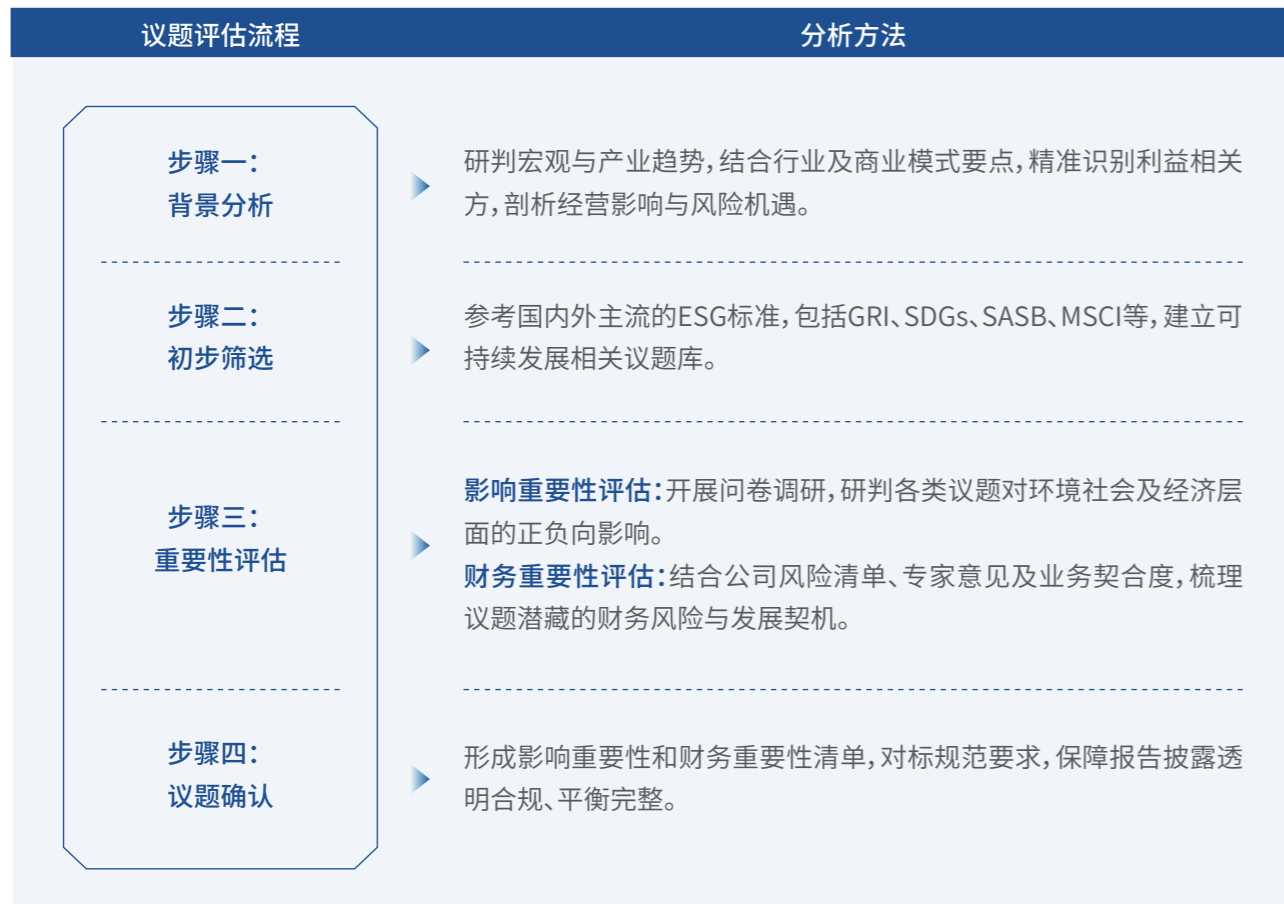 议题评估流程
分析方法
步骤一：
背景分析
研判宏观与产业趋势，结合行业及商业模式要点，精准识别利益相关
方，剖析经营影响与风险机遇。
步骤二：
初步筛选
参考国内外主流的ESG标准，包括GRI、SDGs、SASB、MSCI等，建立可
持续发展相关议题库。
步骤三：
重要性评估
影响重要性评估：开展问卷调研，研判各类议题对环境社会及经济层
面的正负向影响。
财务重要性评估：结合公司风险清单、专家意见及业务契合度，梳理
议题潜藏的财务风险与发展契机。
步骤四：
议题确认
形成影响重要性和财务重要性清单，对标规范要求，保障报告披露透
明合规、平衡完整。